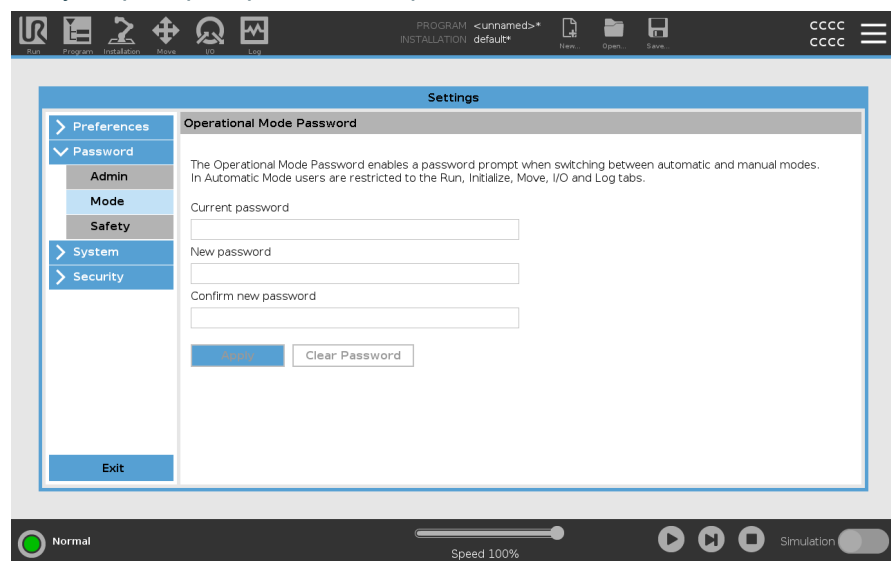 PROGRAM <unnamed>*
INSTALLATION default*
Run
Program
Installation
Move
I/O
Log
New...
Open...
Save...
cccc
cccc
Settings
Preferences
Password
Admin
Mode
Safety
System
Security
Exit
Operational Mode Password
The Operational Mode Password enables a password prompt when switching between automatic and manual modes.
In Automatic Mode users are restricted to the Run, Initialize, Move, I/O and Log tabs.
Current password
New password
Confirm new password
Apply
Clear Password
Normal
Speed 100%
Simulation